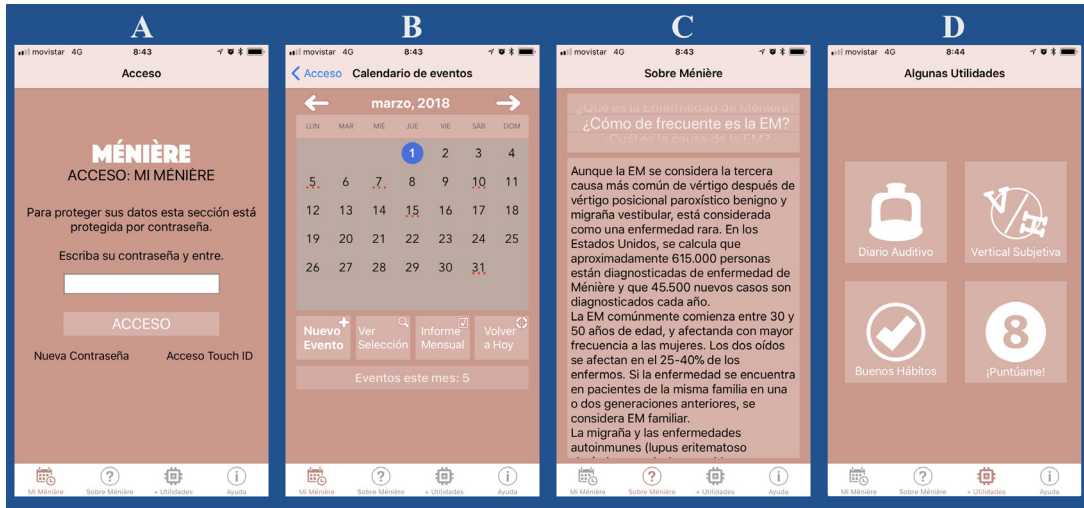 A
movistar 4G 8:43
Acceso
MÉNIÈRE
ACCESO: MI MÉNIÈRE
Para proteger sus datos esta sección está
protegida por contraseña.
Escriba su contraseña y entre.
ACCESO
Nueva Contraseña Acceso Touch ID
Mi Ménière Sobre Ménière + Utilidades Ayuda
B
movistar 4G 8:43
Acceso Calendario de eventos
marzo, 2018
LUN MAR MIÉ JUE VIE SÁB DOM
1 2 3 4
5 6 7 8 9 10 11
12 13 14 15 16 17 18
19 20 21 22 23 24 25
26 27 28 29 30 31
Nuevo Ver Informe Volver
Evento Selección Mensual a Hoy
Eventos este mes: 5
Mi Ménière Sobre Ménière + Utilidades Ayuda
C
movistar 4G 8:43
Sobre Ménière
¿Qué es la Enfermedad de Ménière?
¿Cómo de frecuente es la EM?
¿Cuál es la causa de la EM?
Aunque la EM se considera la tercera
causa más común de vértigo después de
vértigo posicional paroxístico benigno y
migraña vestibular, está considerada
como una enfermedad rara. En los
Estados Unidos, se calcula que
aproximadamente 615.000 personas
están diagnosticadas de enfermedad de
Ménière y que 45.500 nuevos casos son
diagnosticados cada año.
La EM comúnmente comienza entre 30 y
50 años de edad, y afectanda con mayor
frecuencia a las mujeres. Los dos oídos
se afectan en el 25-40% de los
enfermos. Si la enfermedad se encuentra
en pacientes de la misma familia en una
o dos generaciones anteriores, se
considera EM familiar.
La migraña y las enfermedades
autoinmunes (lupus eritematoso
Mi Ménière Sobre Ménière + Utilidades Ayuda
D
movistar 4G 8:44
Algunas Utilidades
V/H
Diario Auditivo Vertical Subjetiva
8
Buenos Hábitos ¡Puntúame!
Mi Ménière Sobre Ménière + Utilidades Ayuda